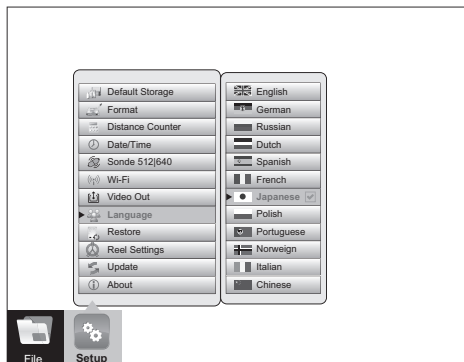 Default Storage
Format
Distance Counter
Date/Time
Sonde 512|640
Wi-Fi
Video Out
Language
Restore
Reel Settings
Update
About
English
German
Russian
Dutch
Spanish
French
Japanese
Polish
Portuguese
Norweign
Italian
Chinese
File
Setup